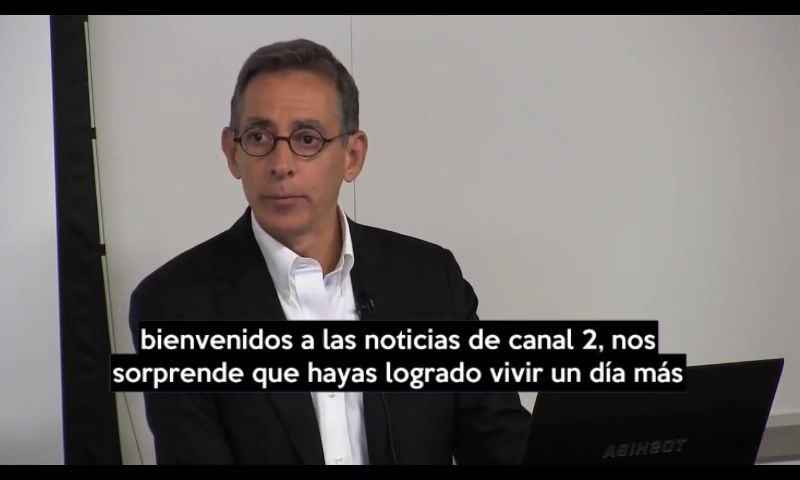 bienvenidos a las noticias de canal 2, nos
sorprende que hayas logrado vivir un día más
TOSHIBA